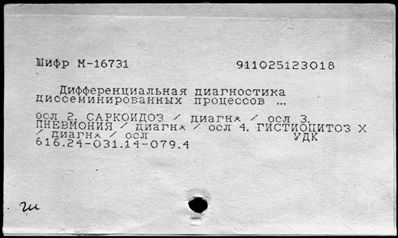 Шифр М-16731 911025123018
Дифференциальная диагностика
диссеминированных процессов ...
осл 2. САРКОИДОЗ / диагн* / осл 3.
ПНЕВМОНИЯ / диагн* / осл 4. ГИСТИОЦИТОЗ X
/ диагн* / осл УДК
616.24-031.14-079.4